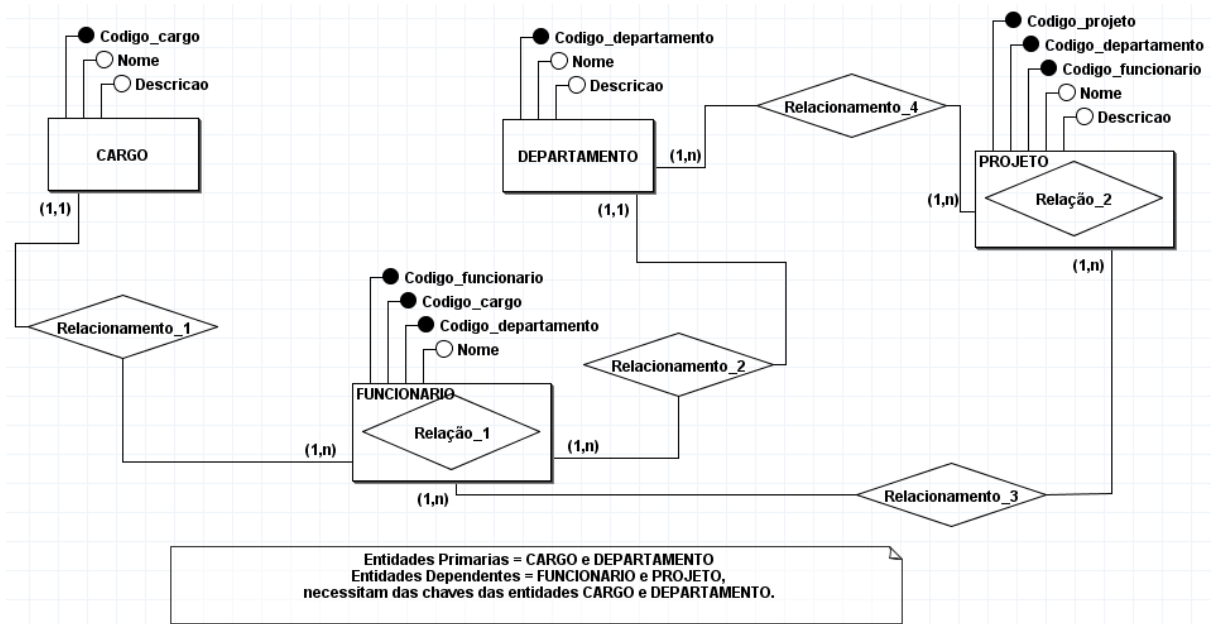 Codigo_cargo
Nome
Descricao
CARGO
(1,1)
Codigo_departamento
Nome
Descricao
DEPARTAMENTO
(1,n)
(1,1)
Relacionamento_4
Codigo_projeto
Codigo_departamento
Codigo_funcionario
Nome
Descricao
PROJETO
Relação_2
(1,n)
(1,n)
Relacionamento_1
Codigo_funcionario
Codigo_cargo
Codigo_departamento
Nome
FUNCIONARIO
Relação_1
(1,n)
(1,n)
(1,n)
Relacionamento_2
Relacionamento_3
Entidades Primarias = CARGO e DEPARTAMENTO
Entidades Dependentes = FUNCIONARIO e PROJETO,
necessitam das chaves das entidades CARGO e DEPARTAMENTO.